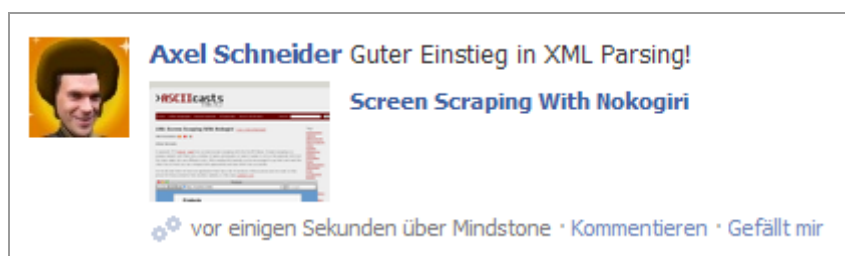 Axel Schneider Guter Einstieg in XML Parsing!
>ASCIIcasts
Screen Scraping With Nokogiri
vor einigen Sekunden über Mindstone · Kommentieren · Gefällt mir